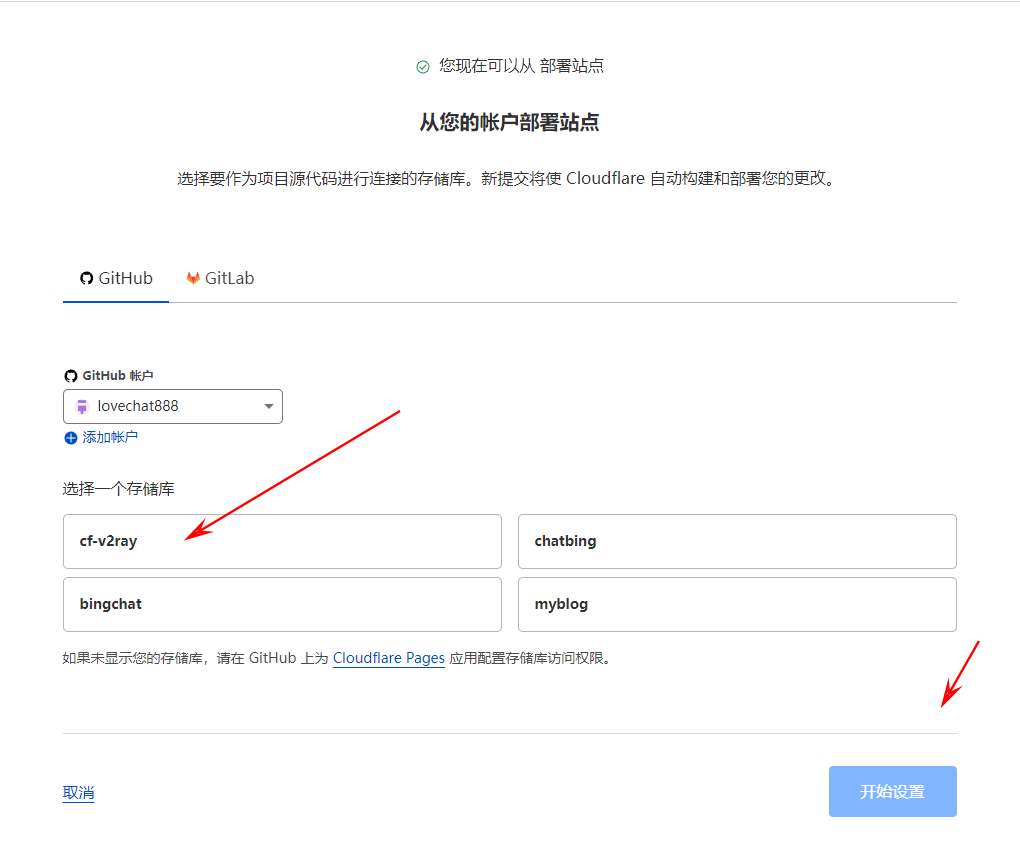 您现在可以从 部署站点
从您的帐户部署站点
选择要作为项目源代码进行连接的存储库。新提交将使 Cloudflare 自动构建和部署您的更改。
GitHub GitLab
GitHub 帐户
lovechat888
添加帐户
选择一个存储库
cf-v2ray chatbing
bingchat myblog
如果未显示您的存储库，请在 GitHub 上为 Cloudflare Pages 应用配置存储库访问权限。
取消 开始设置